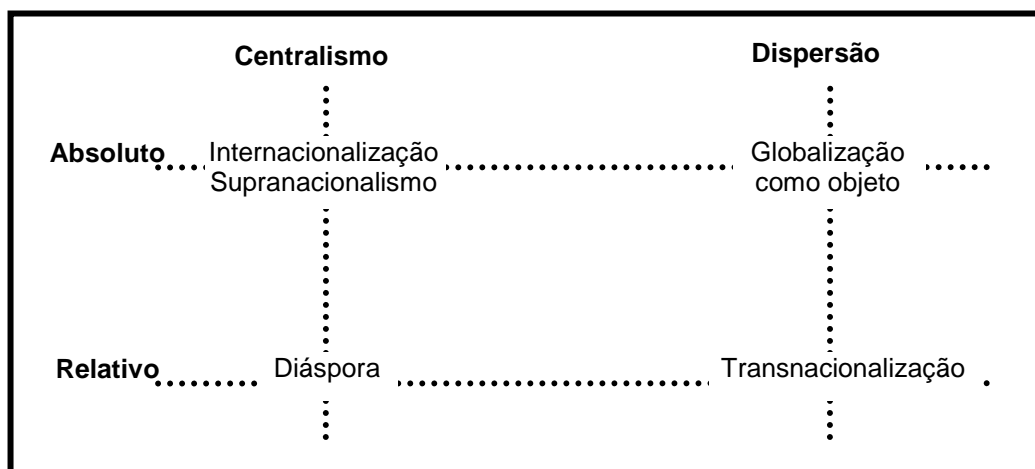 Centralismo Dispersão
Absoluto Internacionalização Globalização
Supranacionalismo como objeto
Relativo Diáspora Transnacionalização